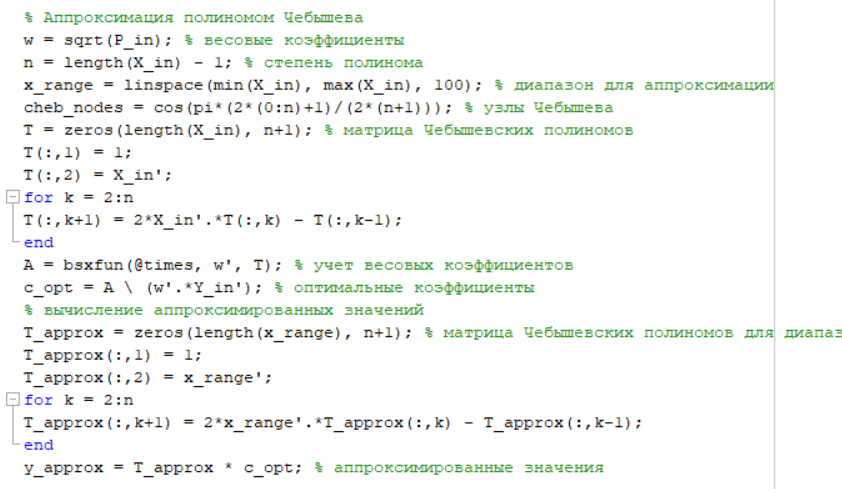 % Аппроксимация полиномом Чебышева
w = sqrt(P_in); % весовые коэффициенты
n = length(X_in) - 1; % степень полинома
x_range = linspace(min(X_in), max(X_in), 100); % диапазон для аппроксимации
cheb_nodes = cos(pi*(2*(0:n)+1)/(2*(n+1))); % узлы Чебышева
T = zeros(length(X_in), n+1); % матрица Чебышевских полиномов
T(:,1) = 1;
T(:,2) = X_in';
for k = 2:n
T(:,k+1) = 2*X_in'.*T(:,k) - T(:,k-1);
end
A = bsxfun(@times, w', T); % учет весовых коэффициентов
c_opt = A \ (w'.*Y_in'); % оптимальные коэффициенты
% вычисление аппроксимированных значений
T_approx = zeros(length(x_range), n+1); % матрица Чебышевских полиномов для диапаз
T_approx(:,1) = 1;
T_approx(:,2) = x_range';
for k = 2:n
T_approx(:,k+1) = 2*x_range'.*T_approx(:,k) - T_approx(:,k-1);
end
y_approx = T_approx * c_opt; % аппроксимированные значения